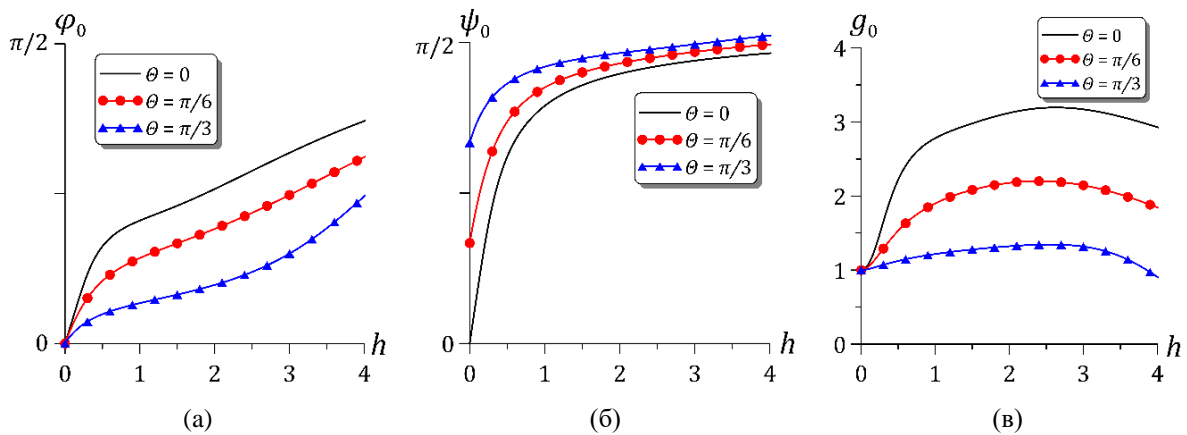 φ₀
π/2
0
Θ = 0
Θ = π/6
Θ = π/3
0 1 2 3 4
h
(а)
ψ₀
π/2
0
Θ = 0
Θ = π/6
Θ = π/3
0 1 2 3 4
h
(б)
g₀
4
3
2
1
0
Θ = 0
Θ = π/6
Θ = π/3
0 1 2 3 4
h
(в)